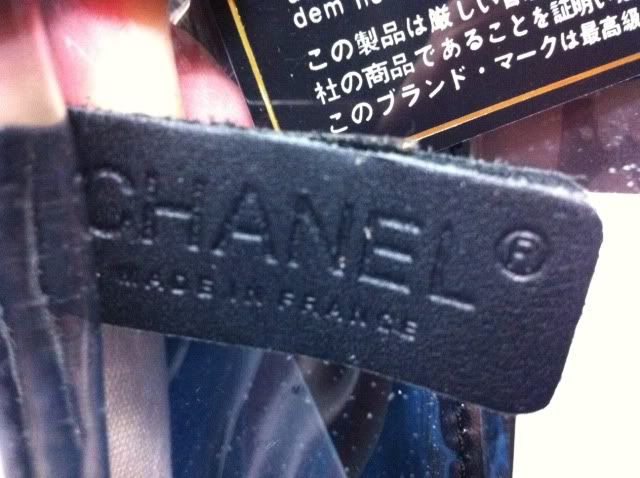 dem
この製品は厳しい
社の商品であることを証明い
このブランド・マークは最高級
CHANEL®
MADE IN FRANCE